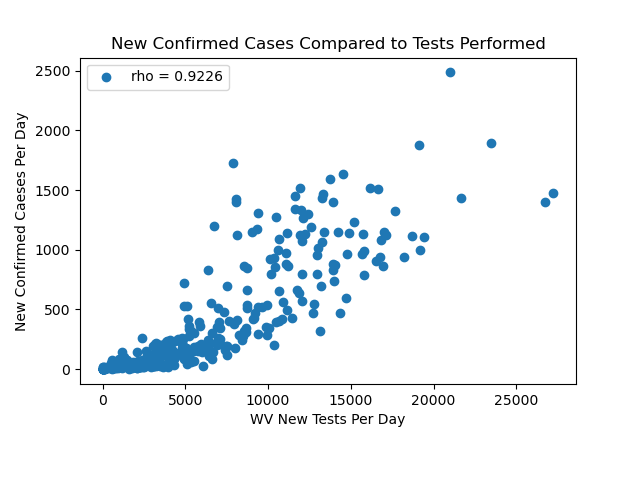 New Confirmed Cases Compared to Tests Performed
rho = 0.9226
2500
2000
1500
1000
500
0
New Confirmed Caeses Per Day
0 5000 10000 15000 20000 25000
WV New Tests Per Day